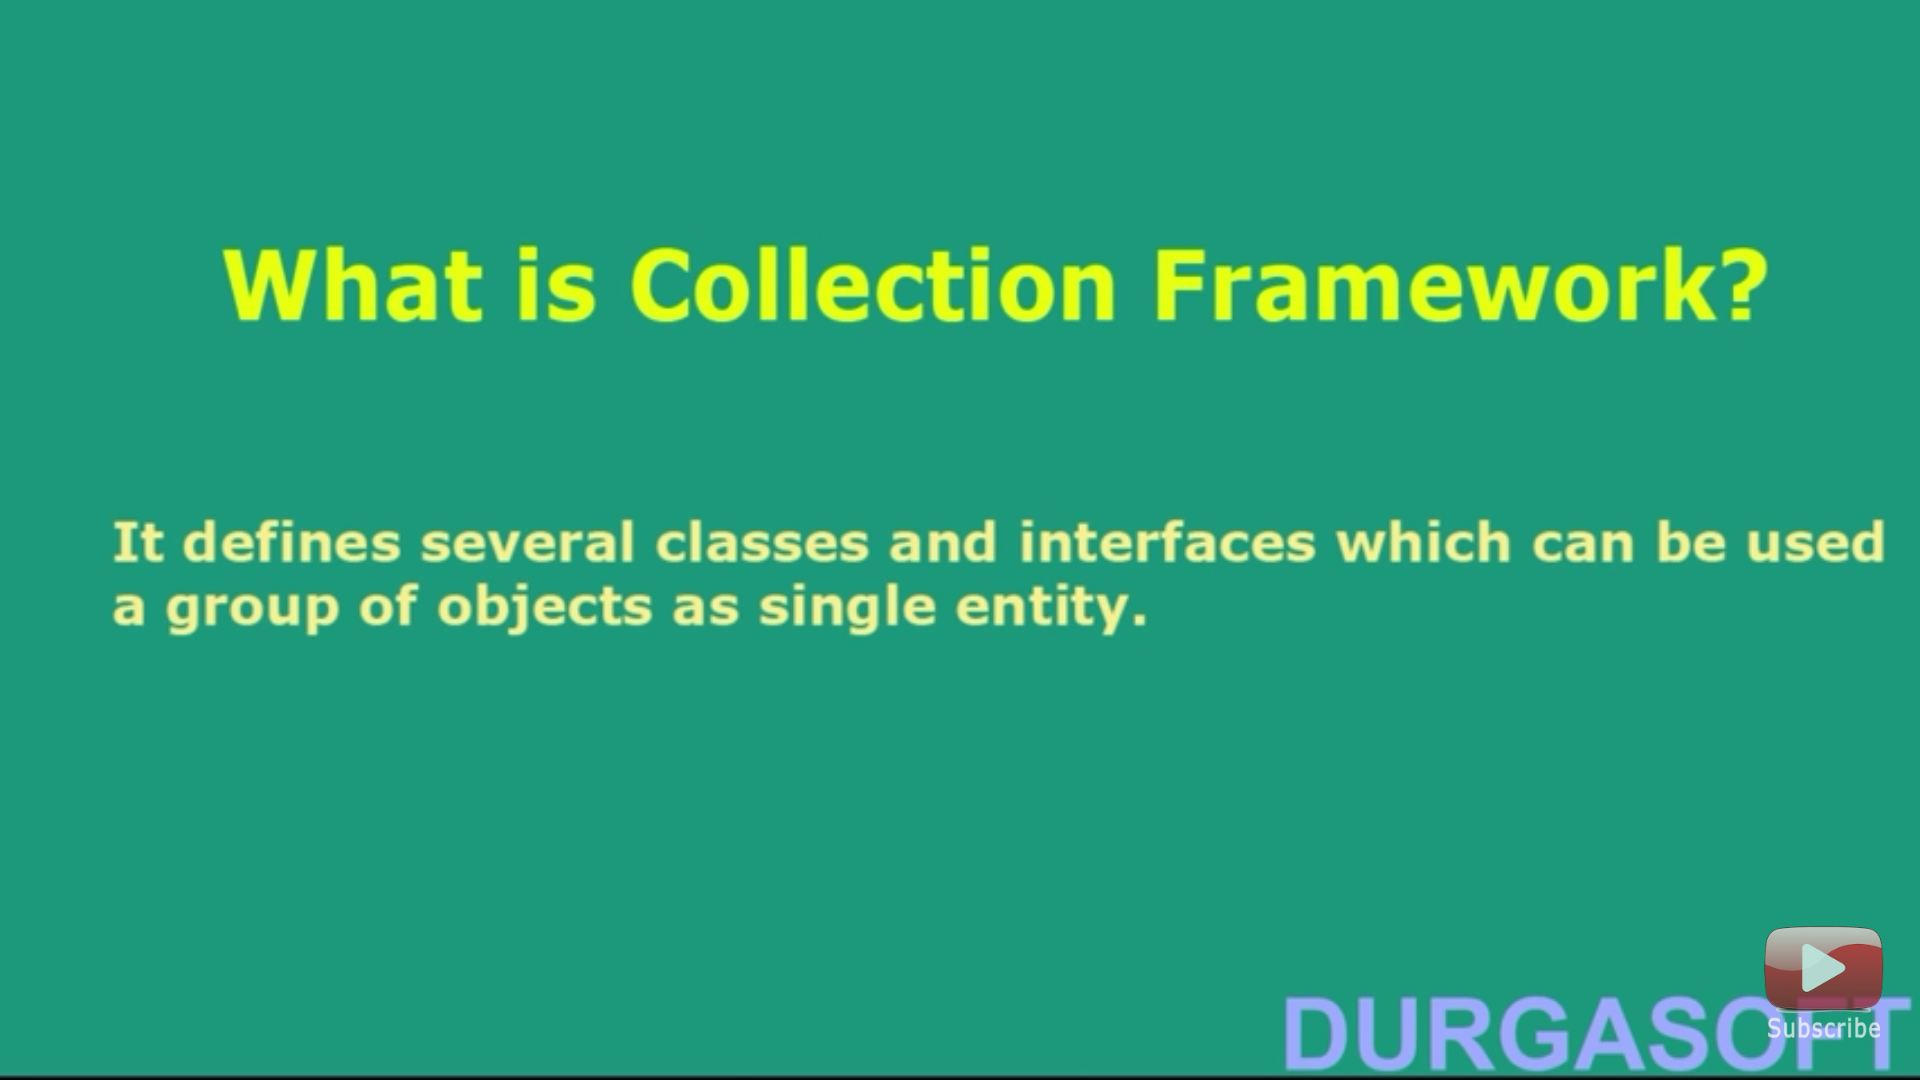 What is Collection Framework?
It defines several classes and interfaces which can be used
a group of objects as single entity.
DURGASOFT
Subscribe